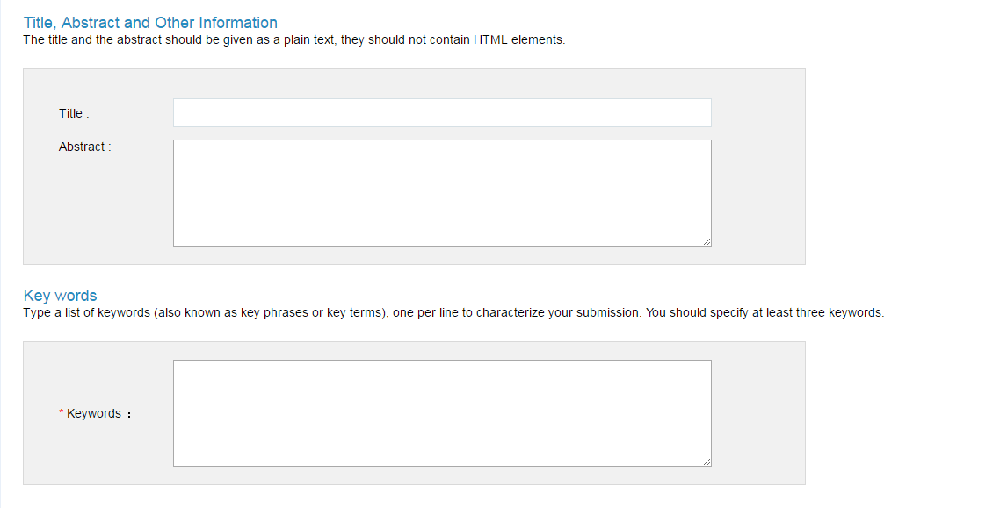 Title, Abstract and Other Information
The title and the abstract should be given as a plain text, they should not contain HTML elements.
Title :
Abstract :
Key words
Type a list of keywords (also known as key phrases or key terms), one per line to characterize your submission. You should specify at least three keywords.
* Keywords ：